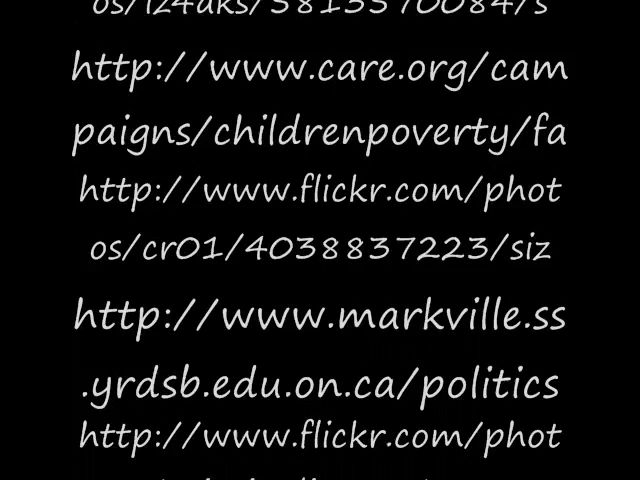 http://www.care.org/cam
paigns/childrenpoverty/fa
http://www.flickr.com/phot
os/cr01/4038837223/siz
http://www.markville.ss
.yrdsb.edu.on.ca/politics
http://www.flickr.com/phot